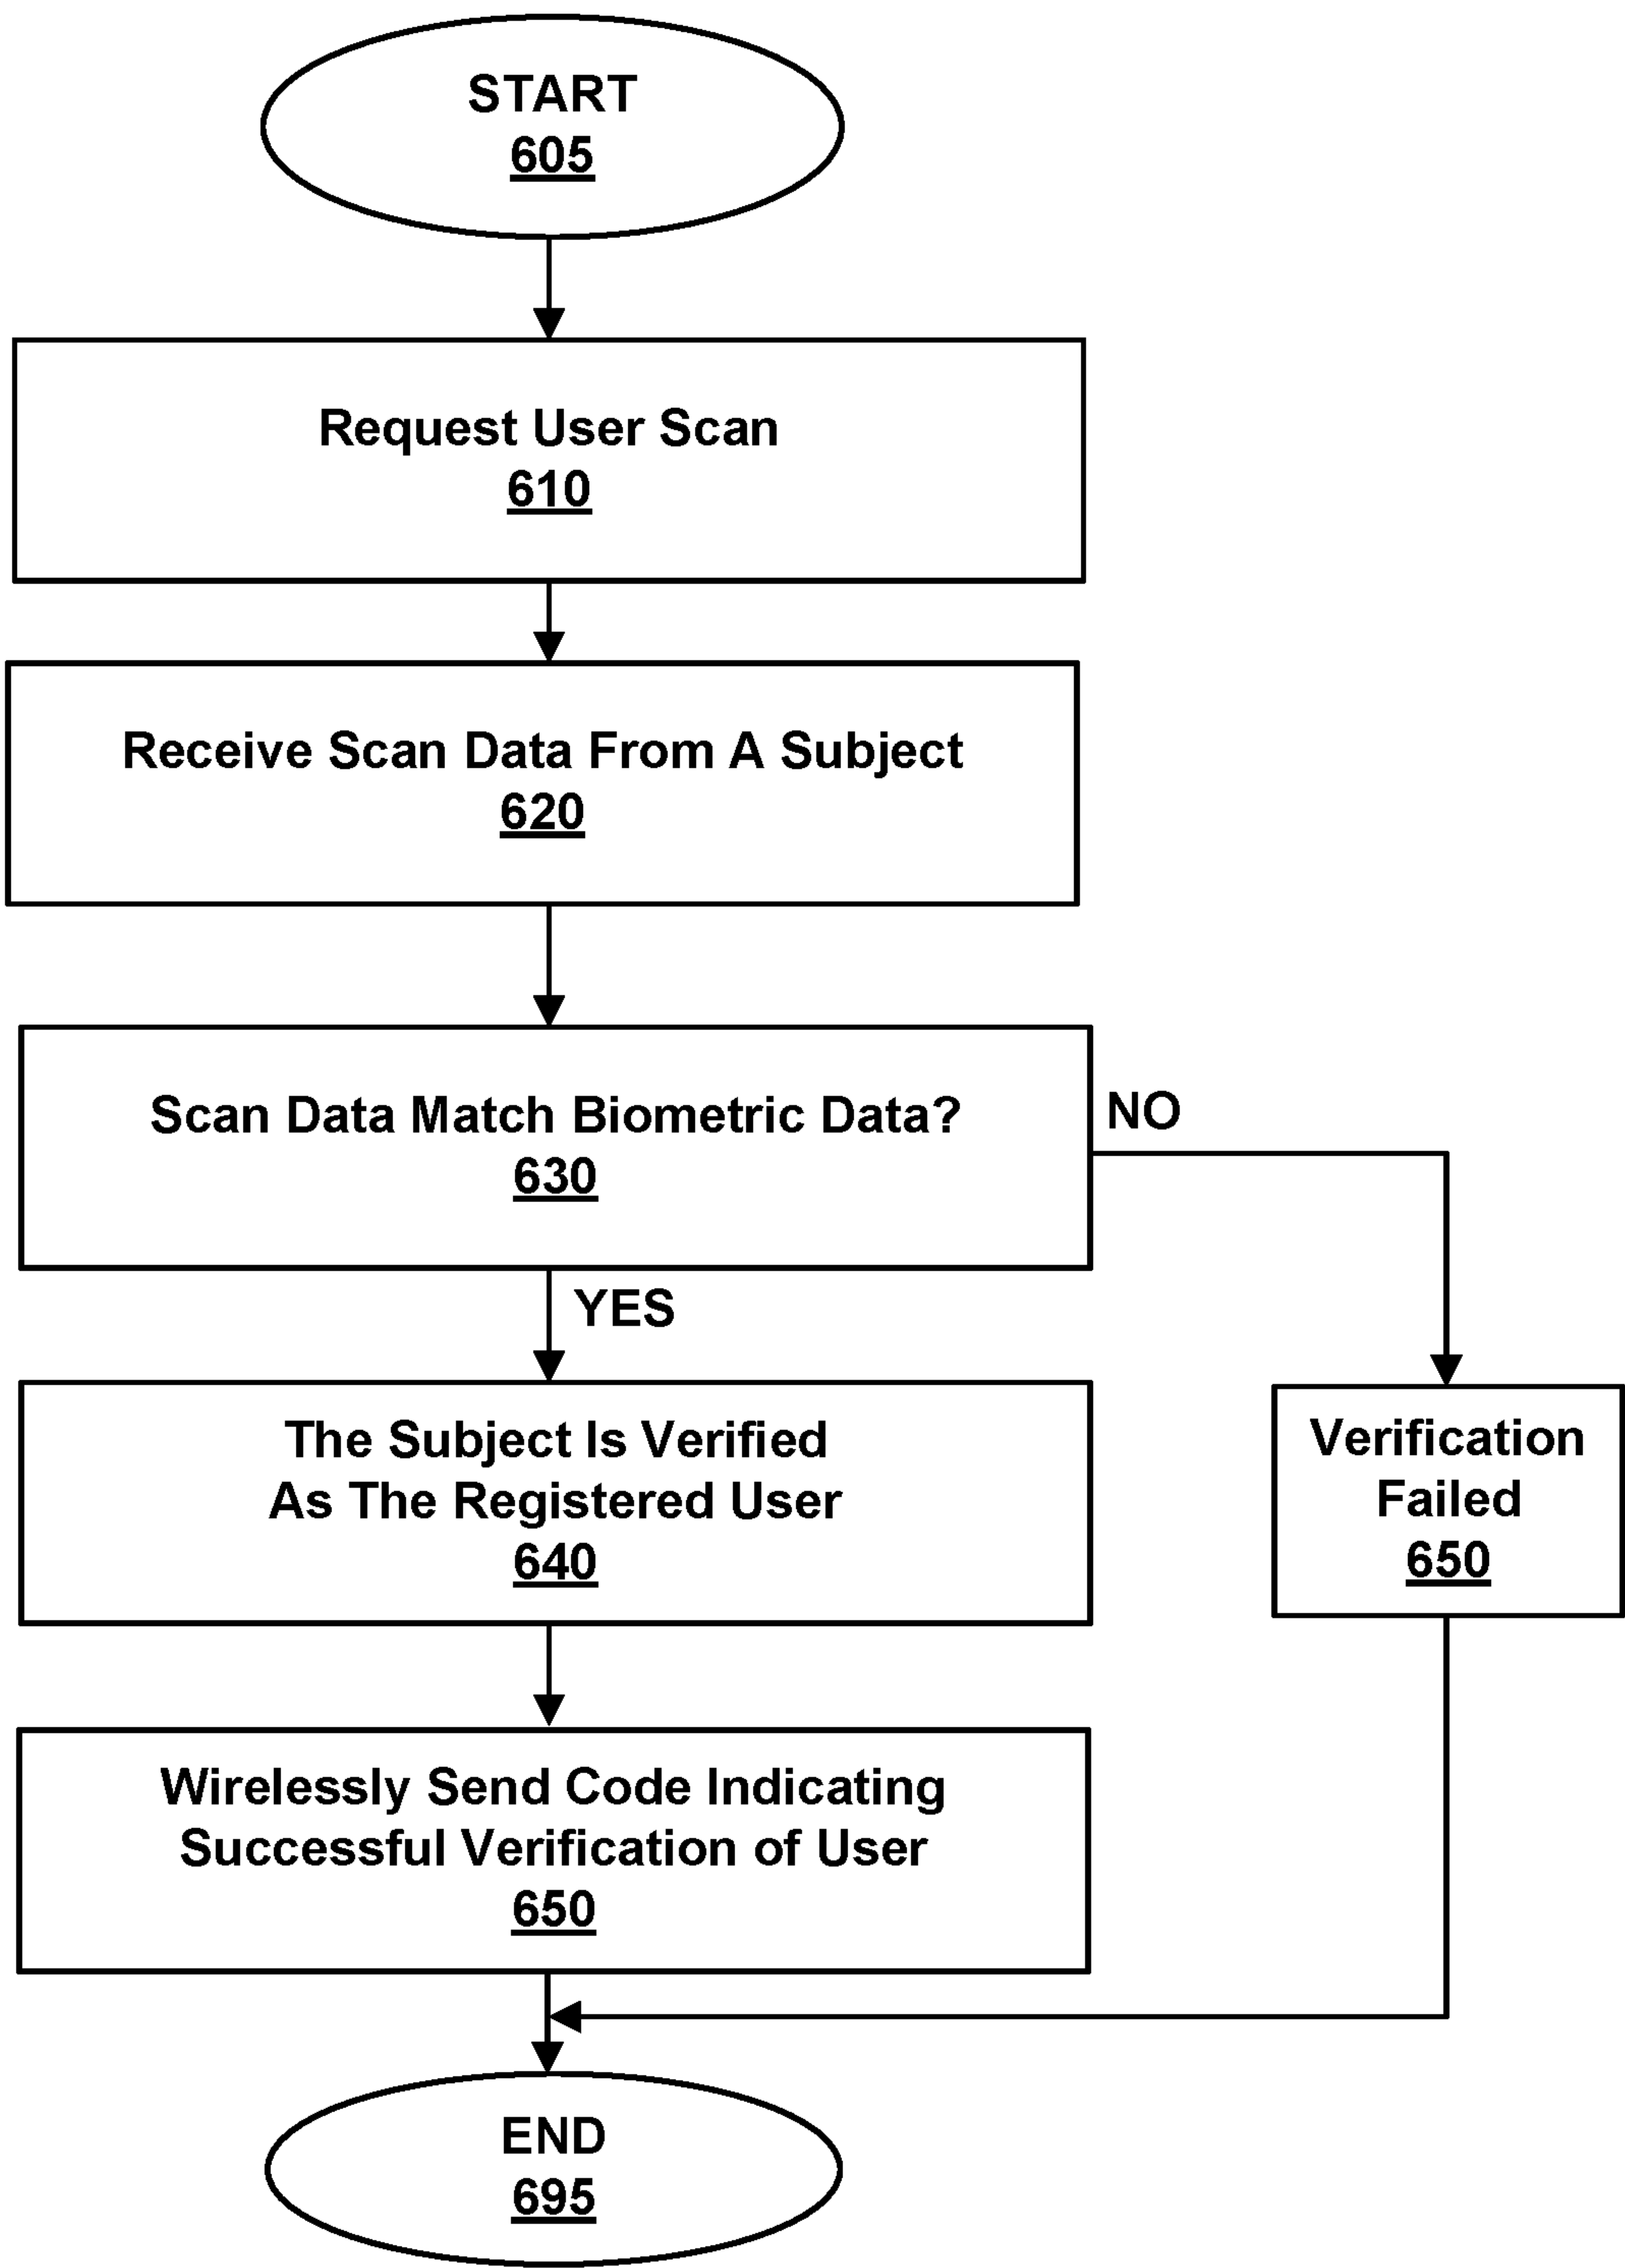 START
605
Request User Scan
610
Receive Scan Data From A Subject
620
Scan Data Match Biometric Data?
630
NO
YES
The Subject Is Verified
As The Registered User
640
Verification
Failed
650
Wirelessly Send Code Indicating
Successful Verification of User
650
END
695